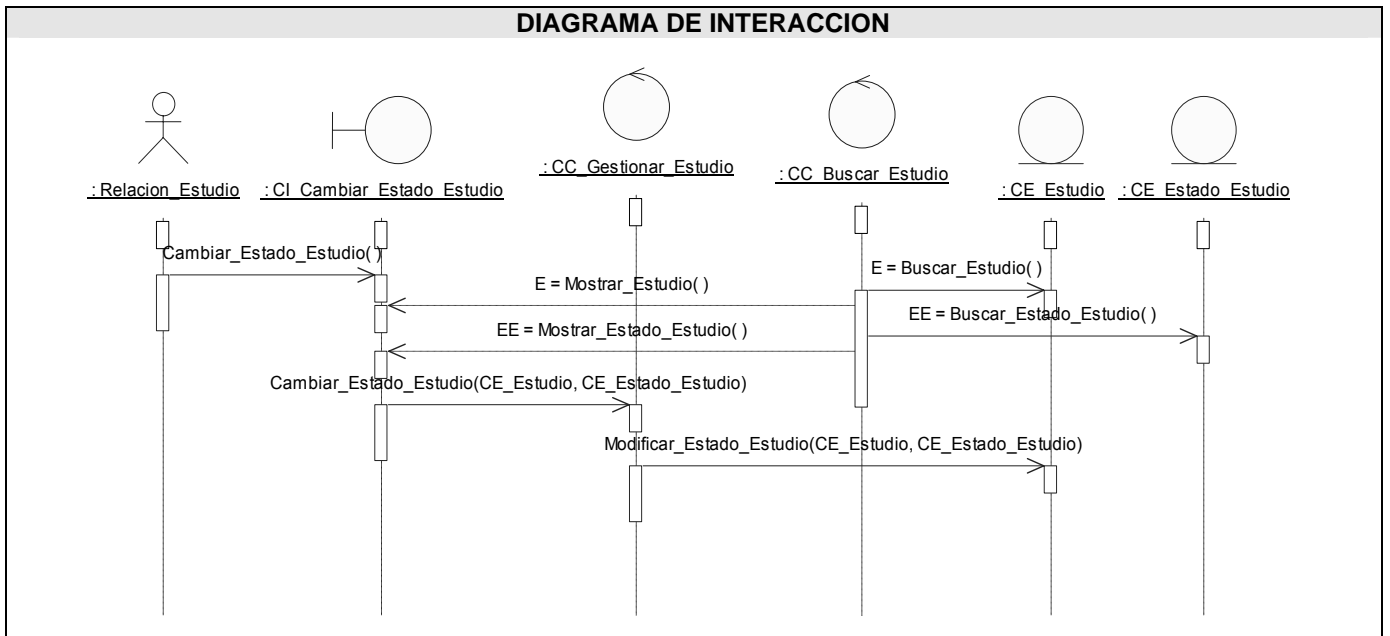 DIAGRAMA DE INTERACCION
: Relacion_Estudio
: CI_Cambiar_Estado_Estudio
: CC_Gestionar_Estudio
: CC_Buscar_Estudio
: CE_Estudio
: CE_Estado_Estudio
Cambiar_Estado_Estudio( )
E = Buscar_Estudio( )
E = Mostrar_Estudio( )
EE = Buscar_Estado_Estudio( )
EE = Mostrar_Estado_Estudio( )
Cambiar_Estado_Estudio(CE_Estudio, CE_Estado_Estudio)
Modificar_Estado_Estudio(CE_Estudio, CE_Estado_Estudio)